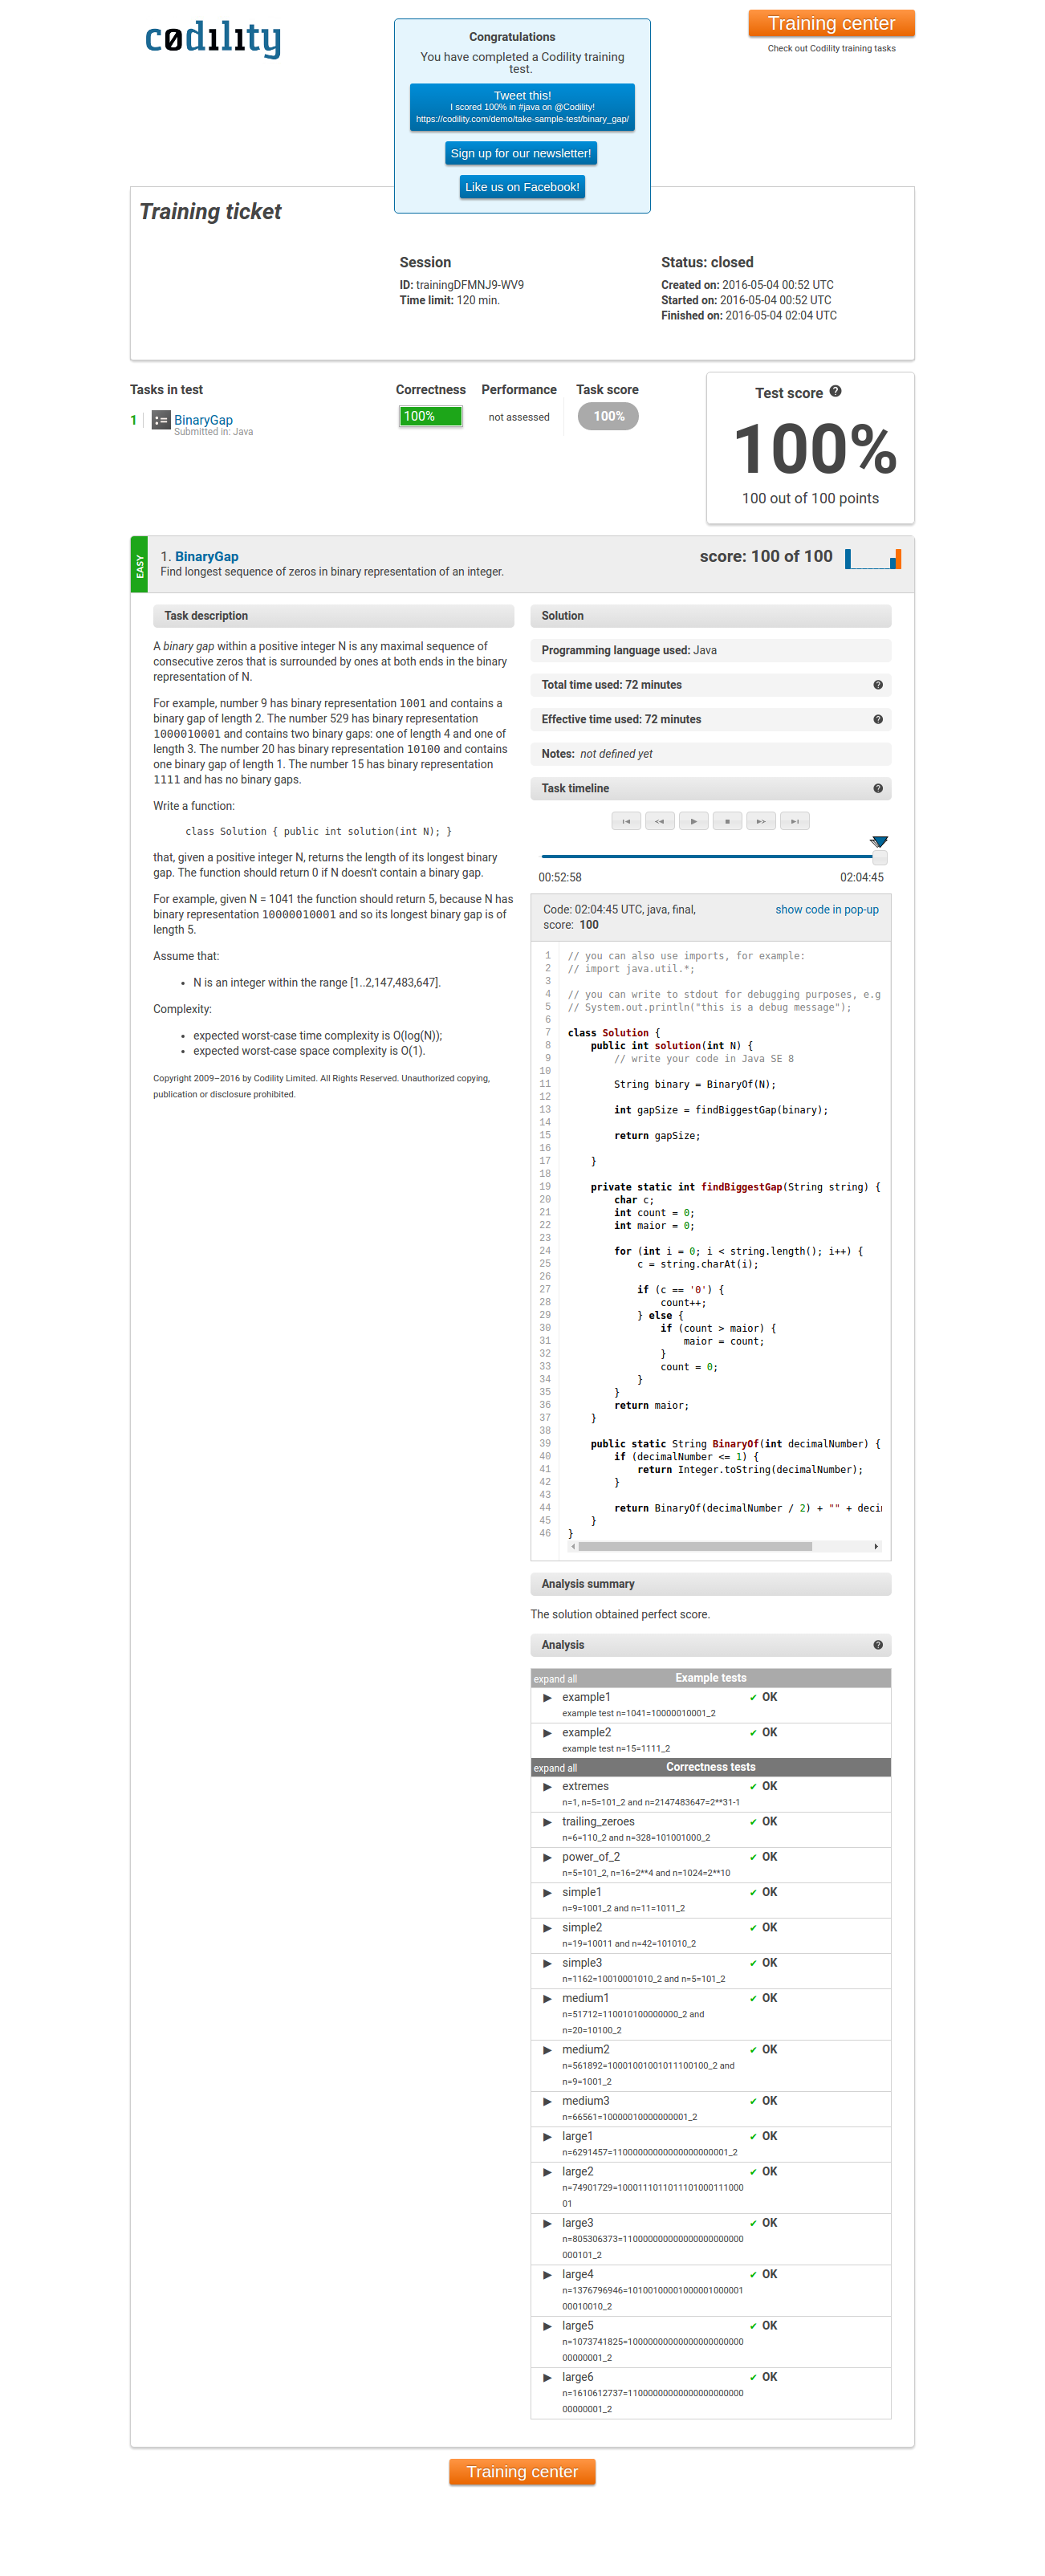 codility
Congratulations
You have completed a Codility training
test.
Tweet this!
I scored 100% in #java on @Codility!
https://codility.com/demo/take-sample-test/binary_gap/
Sign up for our newsletter!
Like us on Facebook!
Training center
Check out Codility training tasks
Training ticket
Session
ID: trainingDFMNJ9-WV9
Time limit: 120 min.
Status: closed
Created on: 2016-05-04 00:52 UTC
Started on: 2016-05-04 00:52 UTC
Finished on: 2016-05-04 02:04 UTC
Tasks in test
Correctness
Performance
Task score
1
BinaryGap
Submitted in: Java
100%
not assessed
100%
Test score
100%
100 out of 100 points
EASY
1. BinaryGap
Find longest sequence of zeros in binary representation of an integer.
score: 100 of 100
Task description
A binary gap within a positive integer N is any maximal sequence of
consecutive zeros that is surrounded by ones at both ends in the binary
representation of N.
For example, number 9 has binary representation 1001 and contains a
binary gap of length 2. The number 529 has binary representation
1000010001 and contains two binary gaps: one of length 4 and one of
length 3. The number 20 has binary representation 10100 and contains
one binary gap of length 1. The number 15 has binary representation
1111 and has no binary gaps.
Write a function:
class Solution { public int solution(int N); }
that, given a positive integer N, returns the length of its longest binary
gap. The function should return 0 if N doesn't contain a binary gap.
For example, given N = 1041 the function should return 5, because N has
binary representation 10000010001 and so its longest binary gap is of
length 5.
Assume that:
• N is an integer within the range [1..2,147,483,647].
Complexity:
• expected worst-case time complexity is O(log(N));
• expected worst-case space complexity is O(1).
Copyright 2009–2016 by Codility Limited. All Rights Reserved. Unauthorized copying,
publication or disclosure prohibited.
Solution
Programming language used: Java
Total time used: 72 minutes
Effective time used: 72 minutes
Notes: not defined yet
Task timeline
00:52:58
02:04:45
Code: 02:04:45 UTC, java, final,
score: 100
show code in pop-up
1 // you can also use imports, for example:
2 // import java.util.*;
3
4 // you can write to stdout for debugging purposes, e.g
5 // System.out.println("this is a debug message");
6
7 class Solution {
8 public int solution(int N) {
9 // write your code in Java SE 8
10
11 String binary = BinaryOf(N);
12
13 int gapSize = findBiggestGap(binary);
14
15 return gapSize;
16
17 }
18
19 private static int findBiggestGap(String string) {
20 char c;
21 int count = 0;
22 int maior = 0;
23
24 for (int i = 0; i < string.length(); i++) {
25 c = string.charAt(i);
26
27 if (c == '0') {
28 count++;
29 } else {
30 if (count > maior) {
31 maior = count;
32 }
33 count = 0;
34 }
35 }
36 return maior;
37 }
38
39 public static String BinaryOf(int decimalNumber) {
40 if (decimalNumber <= 1) {
41 return Integer.toString(decimalNumber);
42 }
43
44 return BinaryOf(decimalNumber / 2) + "" + deci
45 }
46 }
Analysis summary
The solution obtained perfect score.
Analysis
expand all Example tests
example1 ✔ OK
example test n=1041=10000010001_2
example2 ✔ OK
example test n=15=1111_2
expand all Correctness tests
extremes ✔ OK
n=1, n=5=101_2 and n=2147483647=2**31-1
trailing_zeroes ✔ OK
n=6=110_2 and n=328=101001000_2
power_of_2 ✔ OK
n=5=101_2, n=16=2**4 and n=1024=2**10
simple1 ✔ OK
n=9=1001_2 and n=11=1011_2
simple2 ✔ OK
n=19=10011 and n=42=101010_2
simple3 ✔ OK
n=1162=10010001010_2 and n=5=101_2
medium1 ✔ OK
n=51712=110010100000000_2 and
n=20=10100_2
medium2 ✔ OK
n=561892=10001001001011100100_2 and
n=9=1001_2
medium3 ✔ OK
n=66561=10000010000000001_2
large1 ✔ OK
n=6291457=11000000000000000000001_2
large2 ✔ OK
n=74901729=1000111011011101000111000
01
large3 ✔ OK
n=805306373=110000000000000000000000
000101_2
large4 ✔ OK
n=1376796946=10100100001000001000001
00010010_2
large5 ✔ OK
n=1073741825=10000000000000000000000
00000001_2
large6 ✔ OK
n=1610612737=11000000000000000000000
00000001_2
Training center